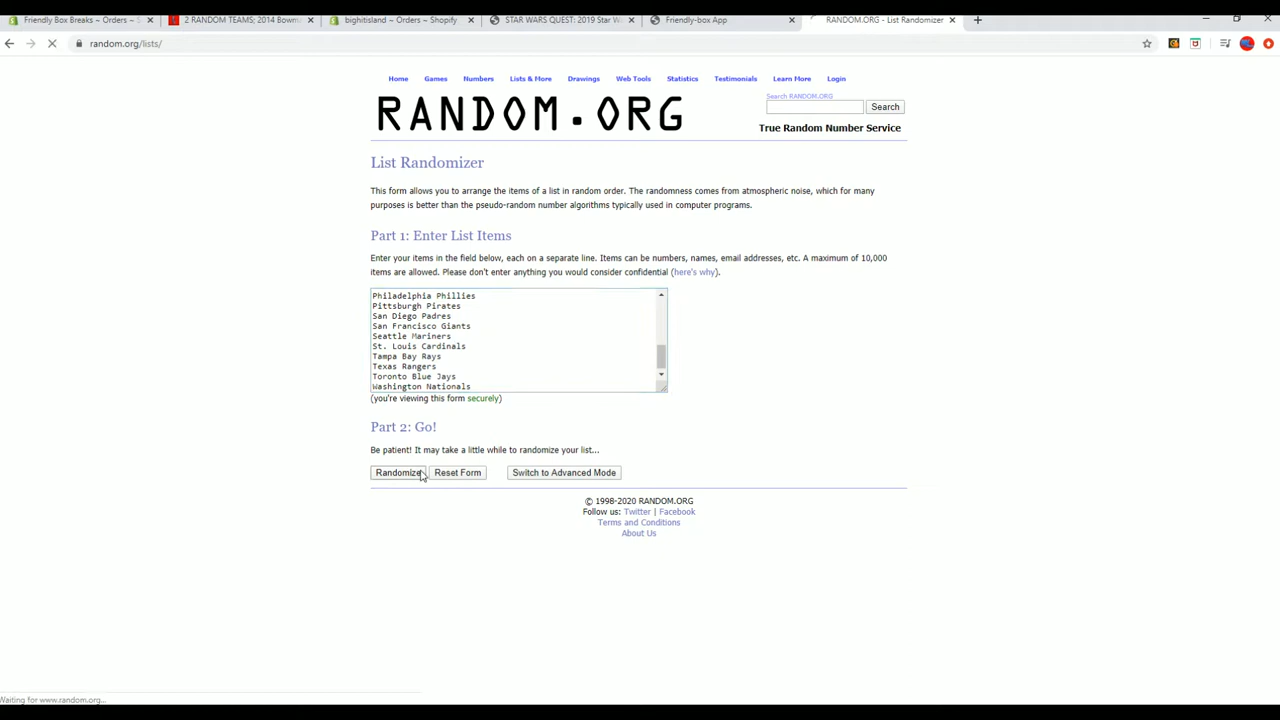 Friendly Box Breaks ~ Orders ~ S
2 RANDOM TEAMS; 2014 Bowm
bighitisland ~ Orders ~ Shopify
STAR WARS QUEST: 2019 Star W
Friendly-box App
RANDOM.ORG - List Randomizer
random.org/lists/
Home
Games
Numbers
Lists & More
Drawings
Web Tools
Statistics
Testimonials
Learn More
Login
RANDOM.ORG
Search RANDOM.ORG
Search
True Random Number Service
List Randomizer
This form allows you to arrange the items of a list in random order. The randomness comes from atmospheric noise, which for many
purposes is better than the pseudo-random number algorithms typically used in computer programs.
Part 1: Enter List Items
Enter your items in the field below, each on a separate line. Items can be numbers, names, email addresses, etc. A maximum of 10,000
items are allowed. Please don't enter anything you would consider confidential (here's why).
Philadelphia Phillies
Pittsburgh Pirates
San Diego Padres
San Francisco Giants
Seattle Mariners
St. Louis Cardinals
Tampa Bay Rays
Texas Rangers
Toronto Blue Jays
Washington Nationals
(you're viewing this form securely)
Part 2: Go!
Be patient! It may take a little while to randomize your list...
Randomize
Reset Form
Switch to Advanced Mode
© 1998-2020 RANDOM.ORG
Follow us: Twitter | Facebook
Terms and Conditions
About Us
Waiting for www.random.org...